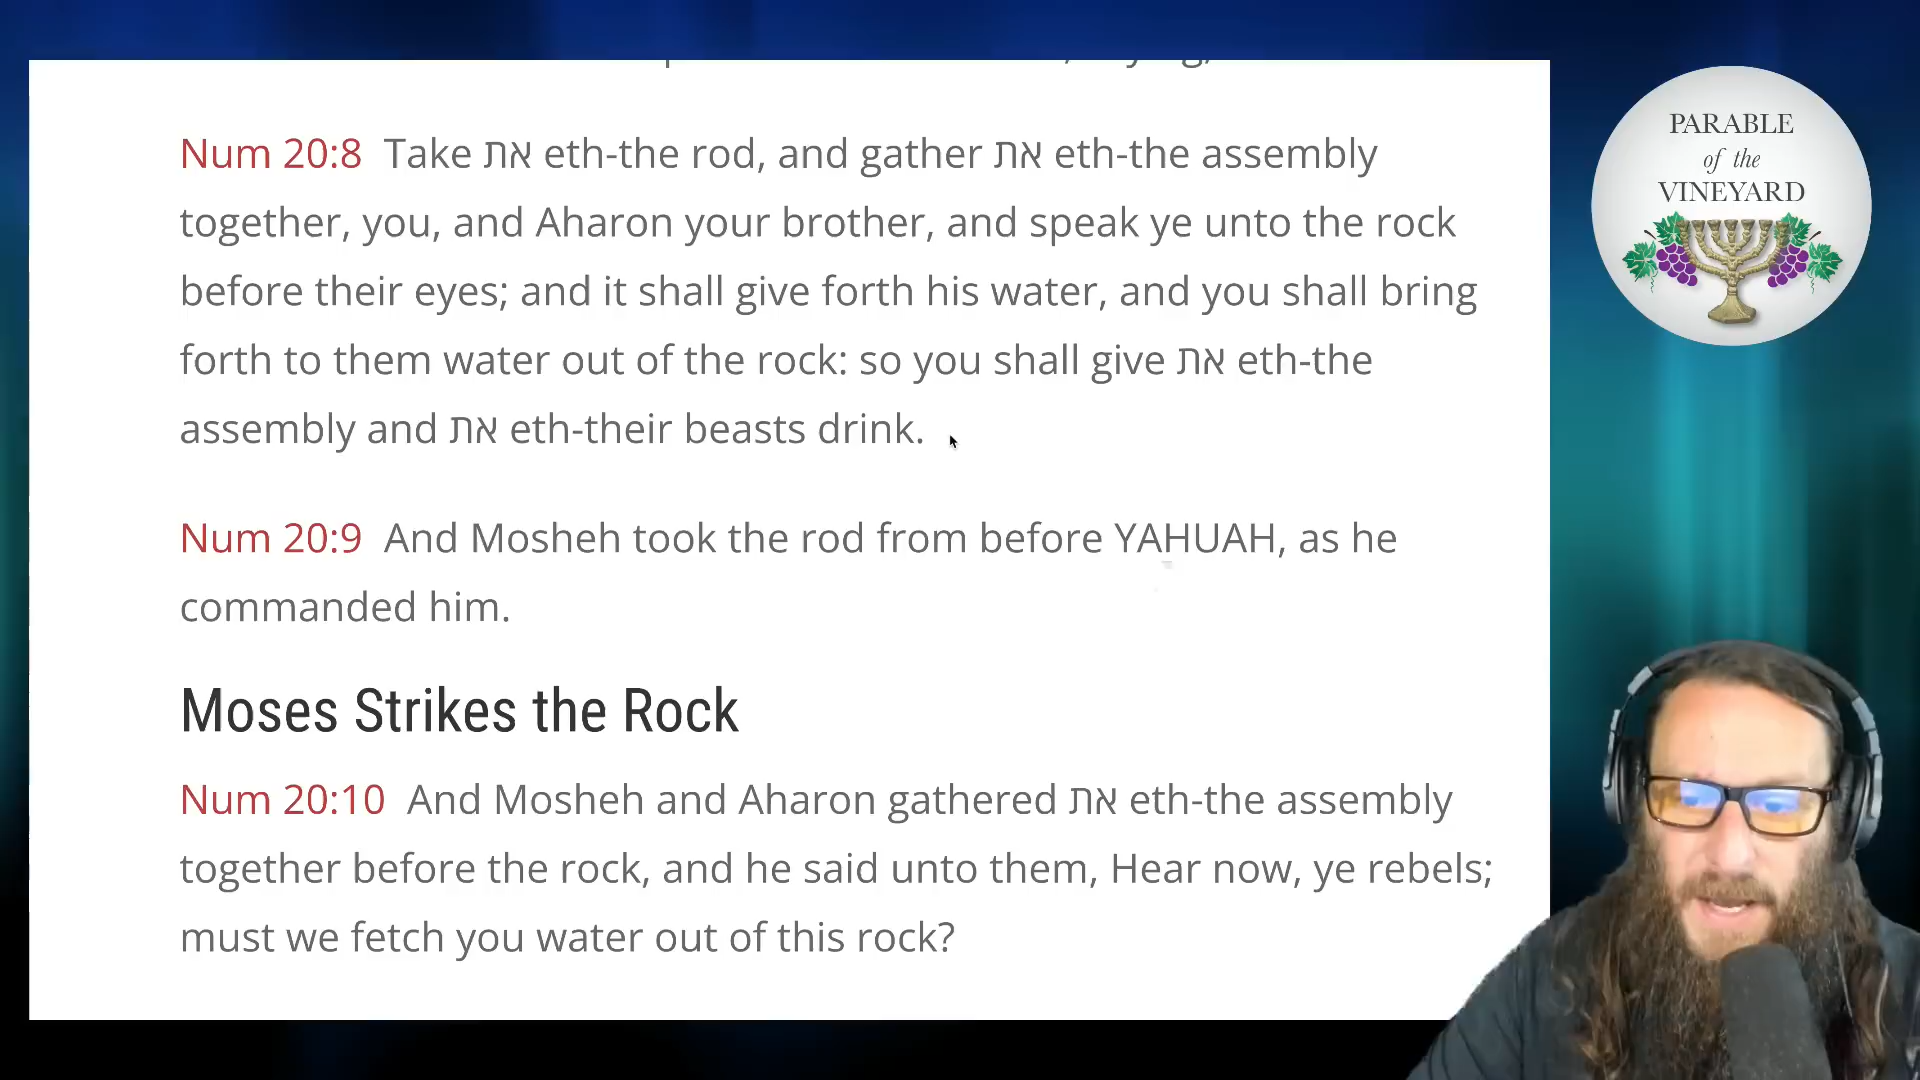 Num 20:8 Take את eth-the rod, and gather את eth-the assembly
together, you, and Aharon your brother, and speak ye unto the rock
before their eyes; and it shall give forth his water, and you shall bring
forth to them water out of the rock: so you shall give את eth-the
assembly and את eth-their beasts drink.
Num 20:9 And Mosheh took the rod from before YAHUAH, as he
commanded him.
Moses Strikes the Rock
Num 20:10 And Mosheh and Aharon gathered את eth-the assembly
together before the rock, and he said unto them, Hear now, ye rebels;
must we fetch you water out of this rock?
PARABLE
of the
VINEYARD